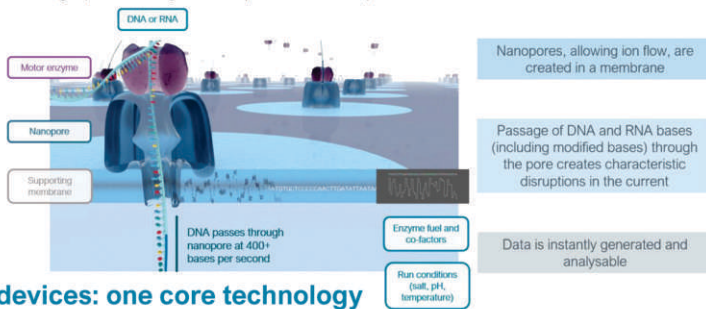 DNA or RNA
Motor enzyme
Nanopore
Supporting
membrane
DNA passes through
nanopore at 400+
bases per second
Enzyme fuel and
co-factors
Run conditions
(salt, pH,
temperature)
Nanopores, allowing ion flow, are
created in a membrane
Passage of DNA and RNA bases
(including modified bases) through
the pore creates characteristic
disruptions in the current
Data is instantly generated and
analysable
devices: one core technology